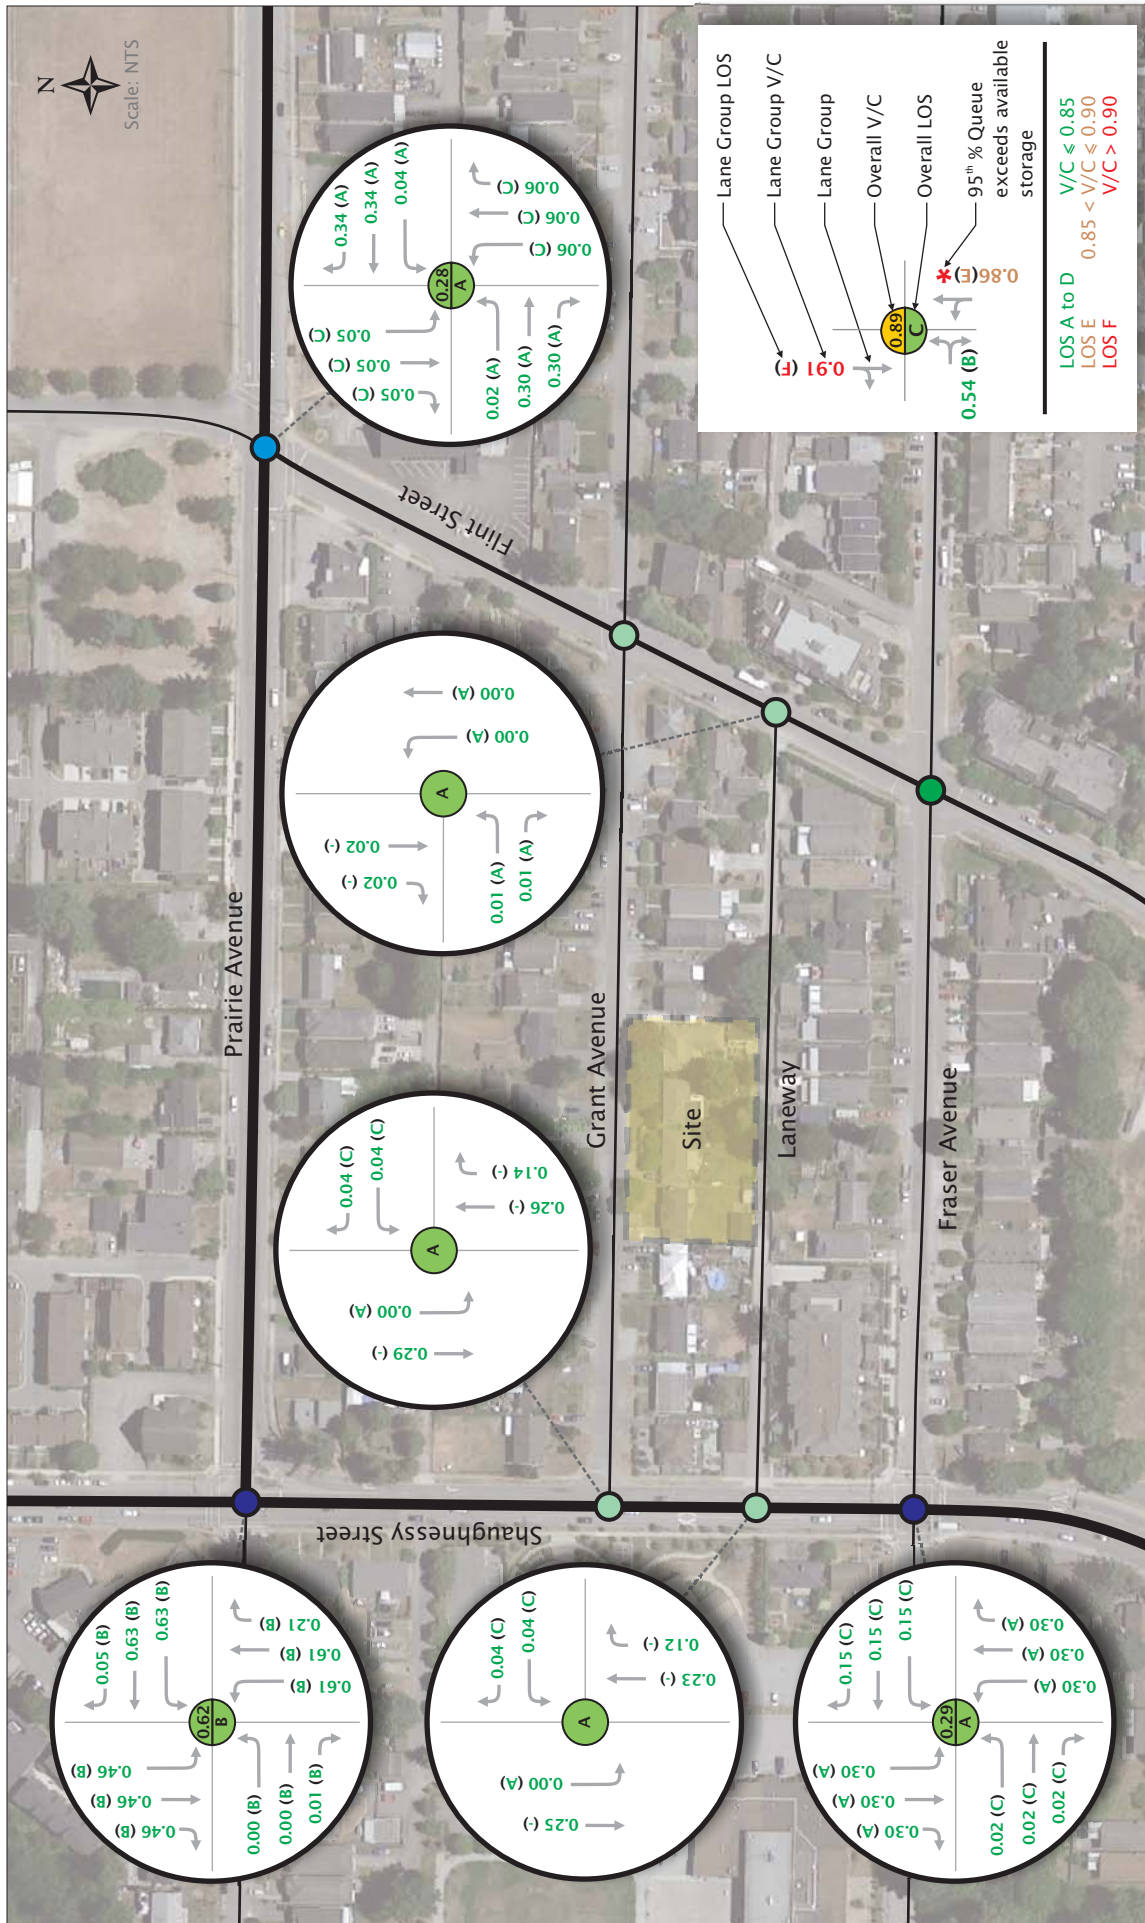 N
Scale: NTS
Lane Group LOS
Lane Group V/C
Lane Group
Overall V/C
Overall LOS
95th % Queue
exceeds available
storage
0.91 (F)
0.89
C
0.86 (E) *
0.54 (B)
LOS A to D V/C ≤ 0.85
LOS E 0.85 < V/C ≤ 0.90
LOS F V/C > 0.90
Prairie Avenue
Flint Street
Grant Avenue
Site
Laneway
Fraser Avenue
Shaughnessy Street
0.05 (C)
0.05 (C)
0.05 (C)
0.34 (A)
0.34 (A)
0.04 (A)
0.28
A
0.02 (A)
0.30 (A)
0.30 (A)
0.06 (C)
0.06 (C)
0.06 (C)
0.02 (-)
0.02 (-)
A
0.01 (A)
0.01 (A)
0.00 (A)
0.00 (A)
0.29 (-)
0.00 (A)
0.04 (C)
0.04 (C)
A
0.26 (-)
0.14 (-)
0.46 (B)
0.46 (B)
0.46 (B)
0.05 (B)
0.63 (B)
0.63 (B)
0.62
B
0.00 (B)
0.00 (B)
0.01 (B)
0.61 (B)
0.61 (B)
0.21 (B)
0.25 (-)
0.00 (A)
0.04 (C)
0.04 (C)
A
0.23 (-)
0.12 (-)
0.30 (A)
0.30 (A)
0.30 (A)
0.15 (C)
0.15 (C)
0.15 (C)
0.29
A
0.02 (C)
0.02 (C)
0.02 (C)
0.30 (A)
0.30 (A)
0.30 (A)